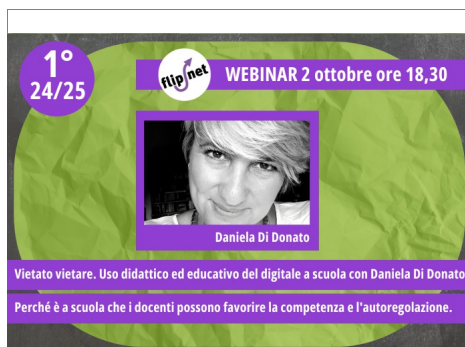 1°
24/25
flipnet
WEBINAR 2 ottobre ore 18,30
Daniela Di Donato
Vietato vietare. Uso didattico ed educativo del digitale a scuola con Daniela Di Donato
Perché è a scuola che i docenti possono favorire la competenza e l'autoregolazione.